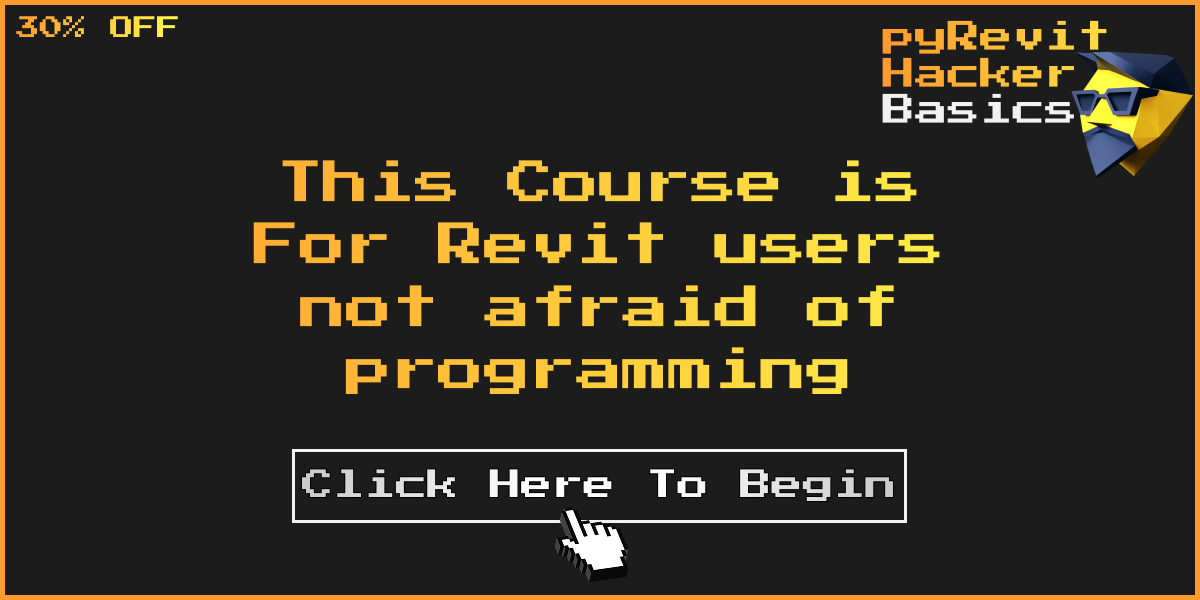 30% OFF
pyRevit
Hacker
Basics
This Course is
For Revit users
not afraid of
programming
Click Here To Begin